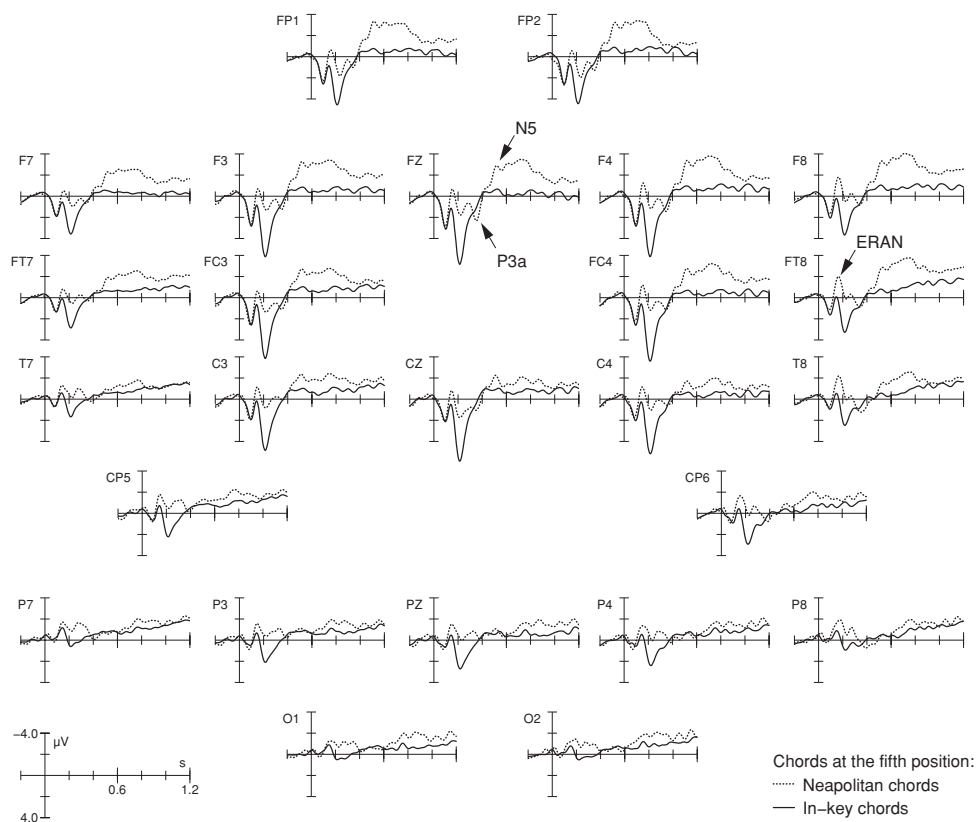 FP1 FP2
N5
F7 F3 FZ F4 F8
P3a
ERAN
FT7 FC3 FC4 FT8
T7 C3 CZ C4 T8
CP5 CP6
P7 P3 PZ P4 P8
O1 O2
−4.0
µV
s
0.6 1.2
4.0
Chords at the fifth position:
Neapolitan chords
In−key chords